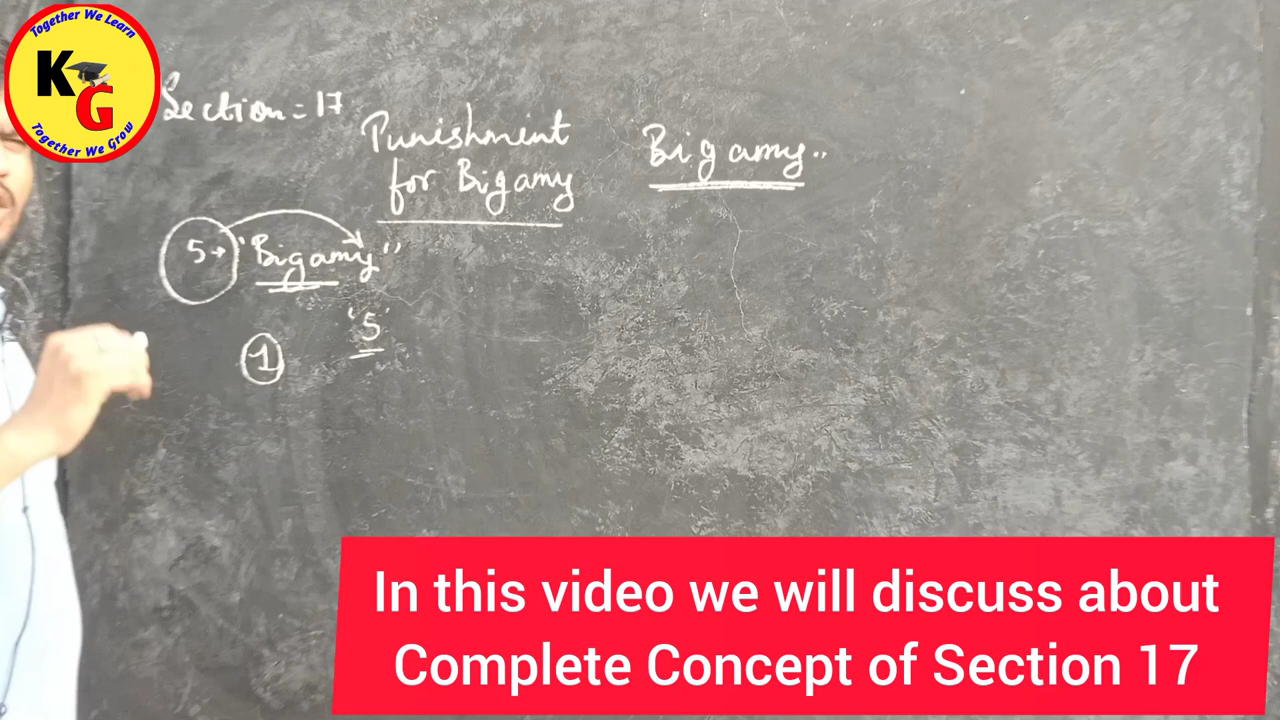 Together We Learn
KG
Together We Grow
Section = 17
Punishment
for Bigamy
Bigamy..
5→ "Bigamy"
'5'
1
In this video we will discuss about
Complete Concept of Section 17